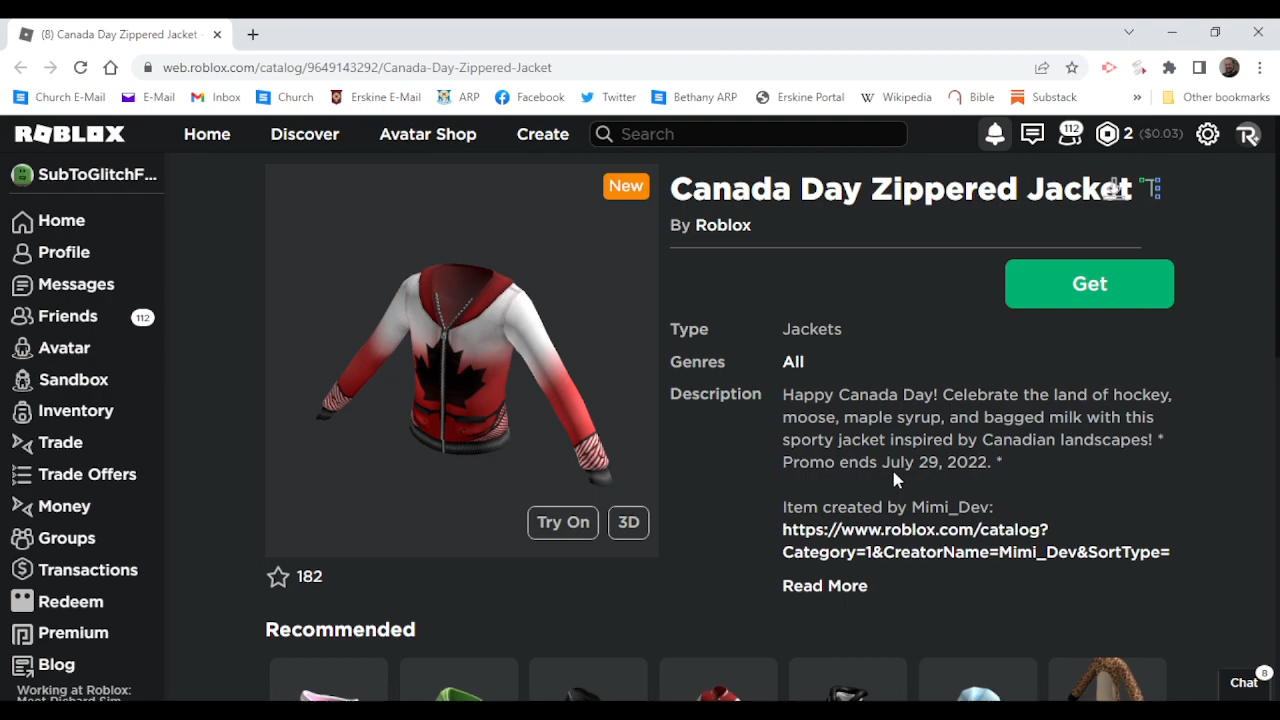 (8) Canada Day Zippered Jacket -
web.roblox.com/catalog/9649143292/Canada-Day-Zippered-Jacket
Church E-Mail E-Mail Inbox Church Erskine E-Mail ARP Facebook Twitter Bethany ARP Erskine Portal Wikipedia Bible Substack » Other bookmarks
ROBLOX Home Discover Avatar Shop Create Search 112 2 ($0.03)
SubToGlitchF...
Home
Profile
Messages
Friends 112
Avatar
Sandbox
Inventory
Trade
Trade Offers
Money
Groups
Transactions
Redeem
Premium
Blog
Working at Roblox:
New
Try On 3D
182
Canada Day Zippered Jacket
By Roblox
Get
Type Jackets
Genres All
Description Happy Canada Day! Celebrate the land of hockey,
moose, maple syrup, and bagged milk with this
sporty jacket inspired by Canadian landscapes! *
Promo ends July 29, 2022. *
Item created by Mimi_Dev:
https://www.roblox.com/catalog?
Category=1&CreatorName=Mimi_Dev&SortType=
Read More
Recommended
Chat 8